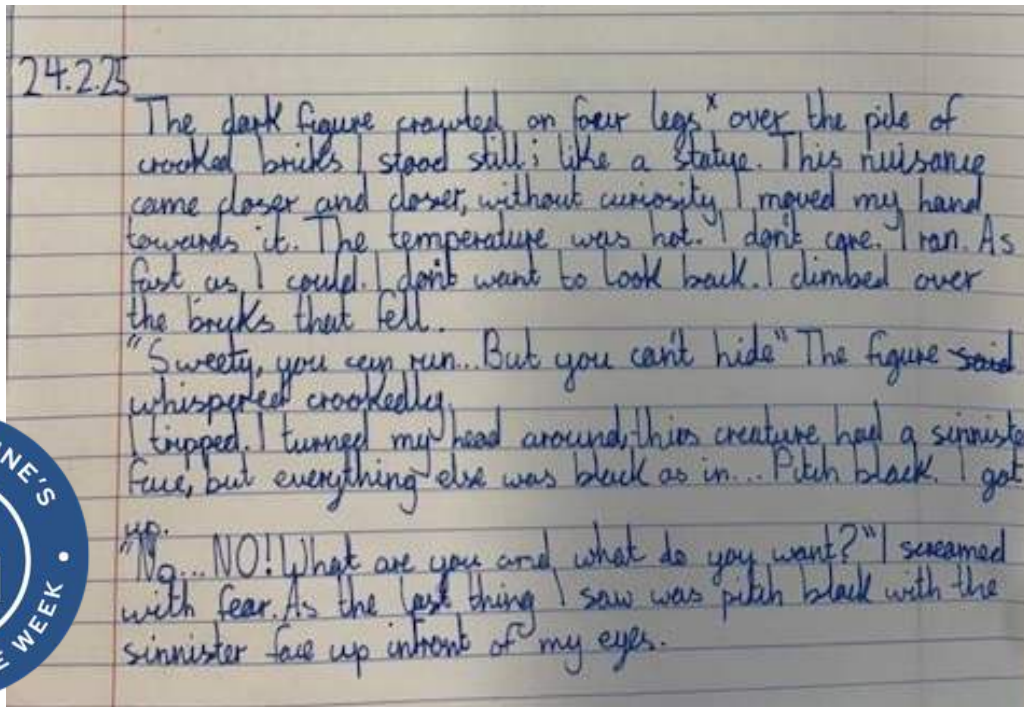 24.2.25
The dark figure crawled on four legs x over the pile of
crooked bricks I stood still; like a statue. This nuisance
came closer and closer, without curiosity I moved my hand
towards it. The temperature was hot. I don't care. I ran. As
fast as I could. I don't want to look back. I climbed over
the bricks that fell.
"Sweety, you can run... But you can't hide" The figure said
whispered crookedly.
I tripped. I turned my head around, this creature had a sinniste
face, but everything else was black as in... Pitch black. I got
up.
"No... NO! What are you and what do you want?" I screamed
with fear. As the last thing I saw was pitch black with the
sinnister face up infront of my eyes.
NE'S
WEEK